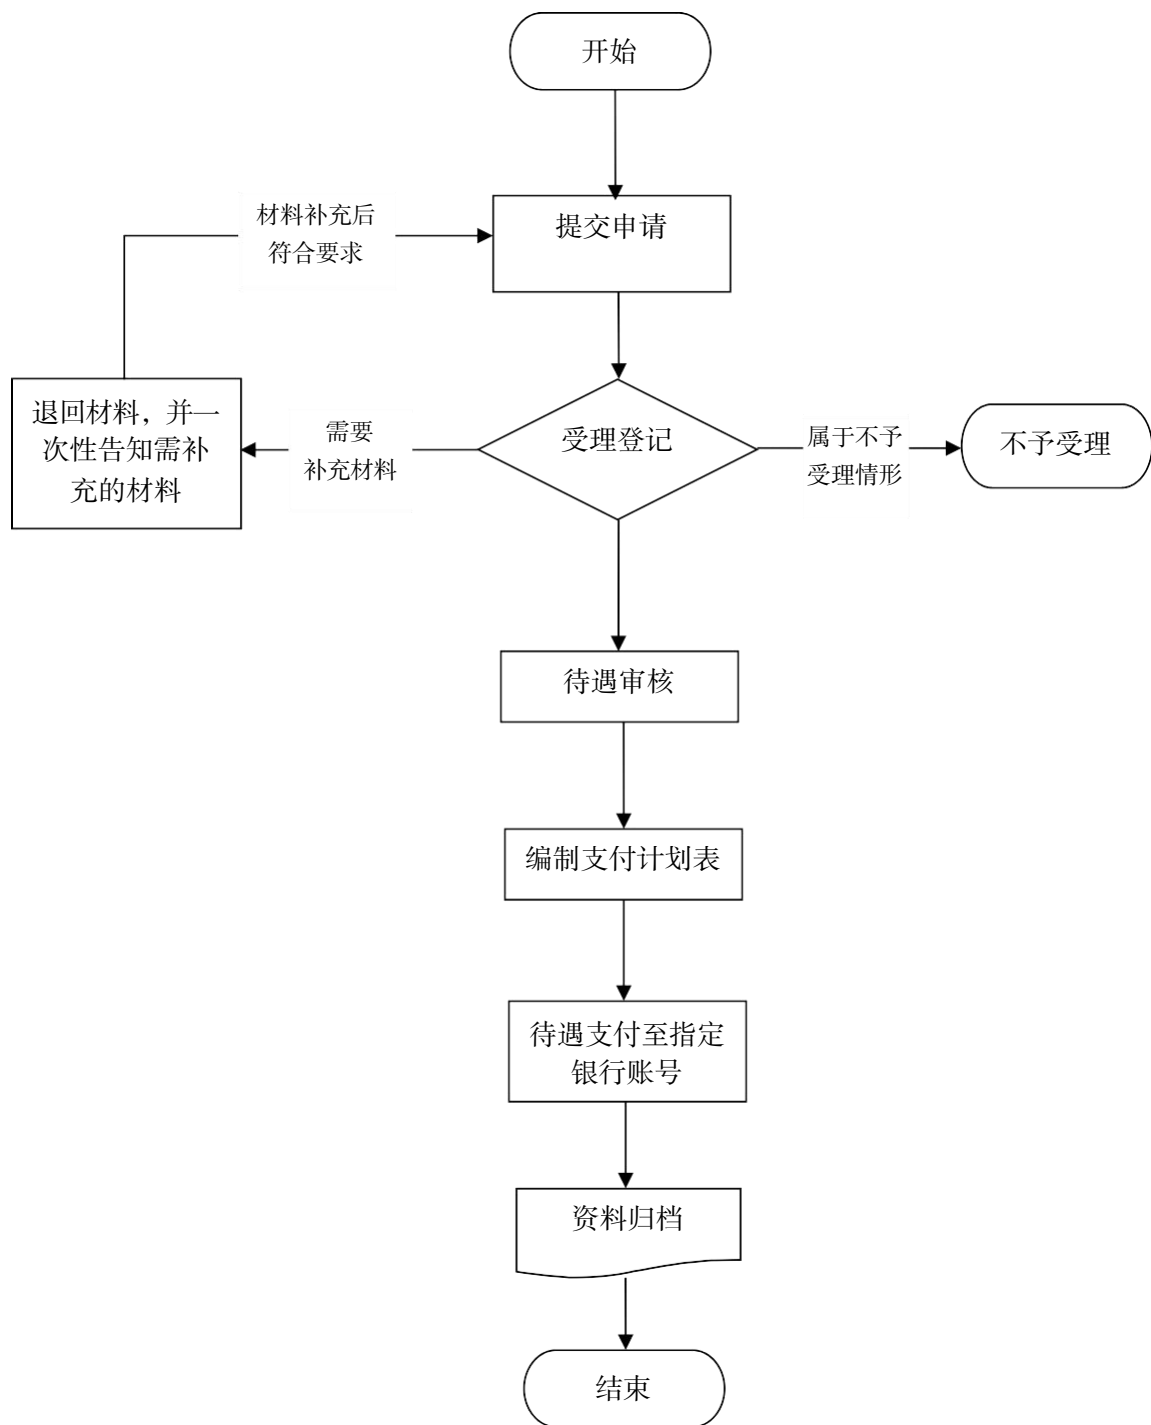 开始
材料补充后
符合要求
提交申请
退回材料，并一
次性告知需补
充的材料
需要
补充材料
受理登记
属于不予
受理情形
不予受理
待遇审核
编制支付计划表
待遇支付至指定
银行账号
资料归档
结束